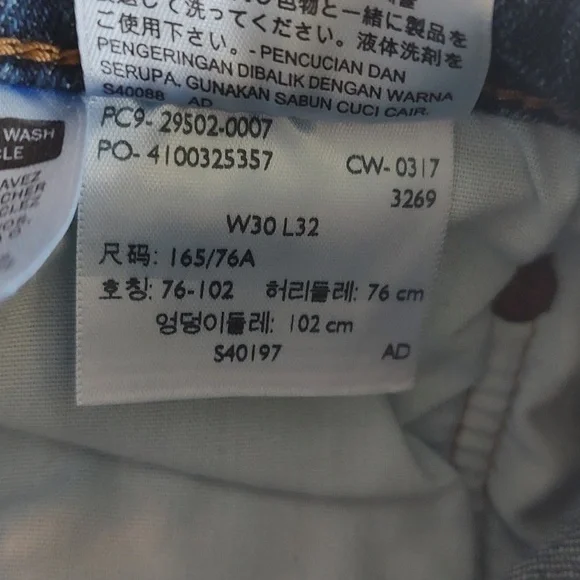 返して洗ってください。
色物と一緒に製品を
ご使用下さい。液体洗剤を
PENGERINGAN DIBALIK DENGAN WARNA
-PENCUCIAN DAN
SERUPA. GUNAKAN SABUN CUCI CAIR.
S40088 AD
WASH
PC9- 29502-0007
PO- 4100325357 CW- 0317
3269
W30 L32
尺码: 165/76A
호칭: 76-102 허리둘레: 76 cm
엉덩이둘레: 102 cm
S40197 AD